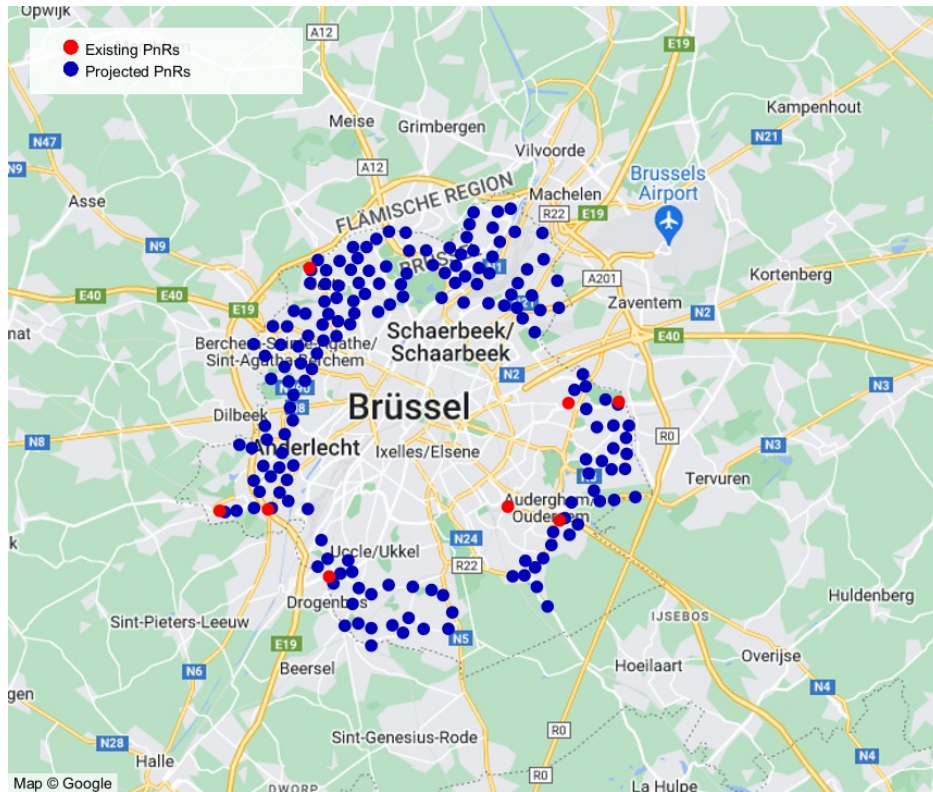 Opwijk
Existing PnRs
Projected PnRs
A12
E19
Kampenhout
Meise
Grimbergen
N21
N47
Vilvoorde
N9
A12
Brussels
Airport
Asse
FLÄMISCHE REGION
Machelen
R22
E19
N9
A201
Kortenberg
E40
E40
Zaventem
E19
N2
Schaerbeek/
Schaarbeek
E40
Sint-Agatha-Berchem
N2
N3
Brüssel
Dilbeek
N8
Anderlecht
Ixelles/Elsene
R0
N3
Tervuren
Auderghem/
Oudergem
Uccle/Ukkel
N24
R22
Drogenbos
Huldenberg
Sint-Pieters-Leeuw
IJSEBOS
E19
N5
Beersel
Hoeilaart
Overijse
N6
N4
Sint-Genesius-Rode
R0
N28
N4
Halle
R0
La Hulpe
Map © Google
DWORP